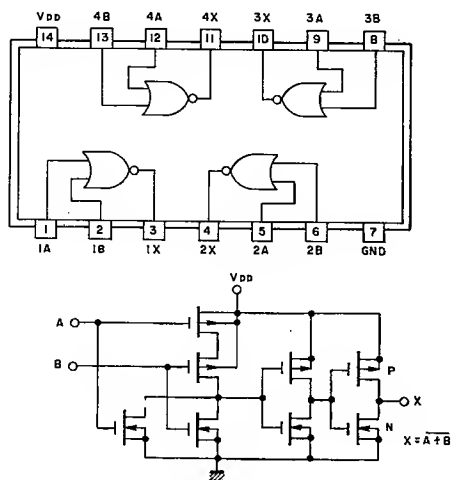 VDD 4B 4A 4X 3X 3A 3B
14 13 12 11 10 9 8
1 2 3 4 5 6 7
1A 1B 1X 2X 2A 2B GND
VDD
A
B
P
X
N
X = A+B